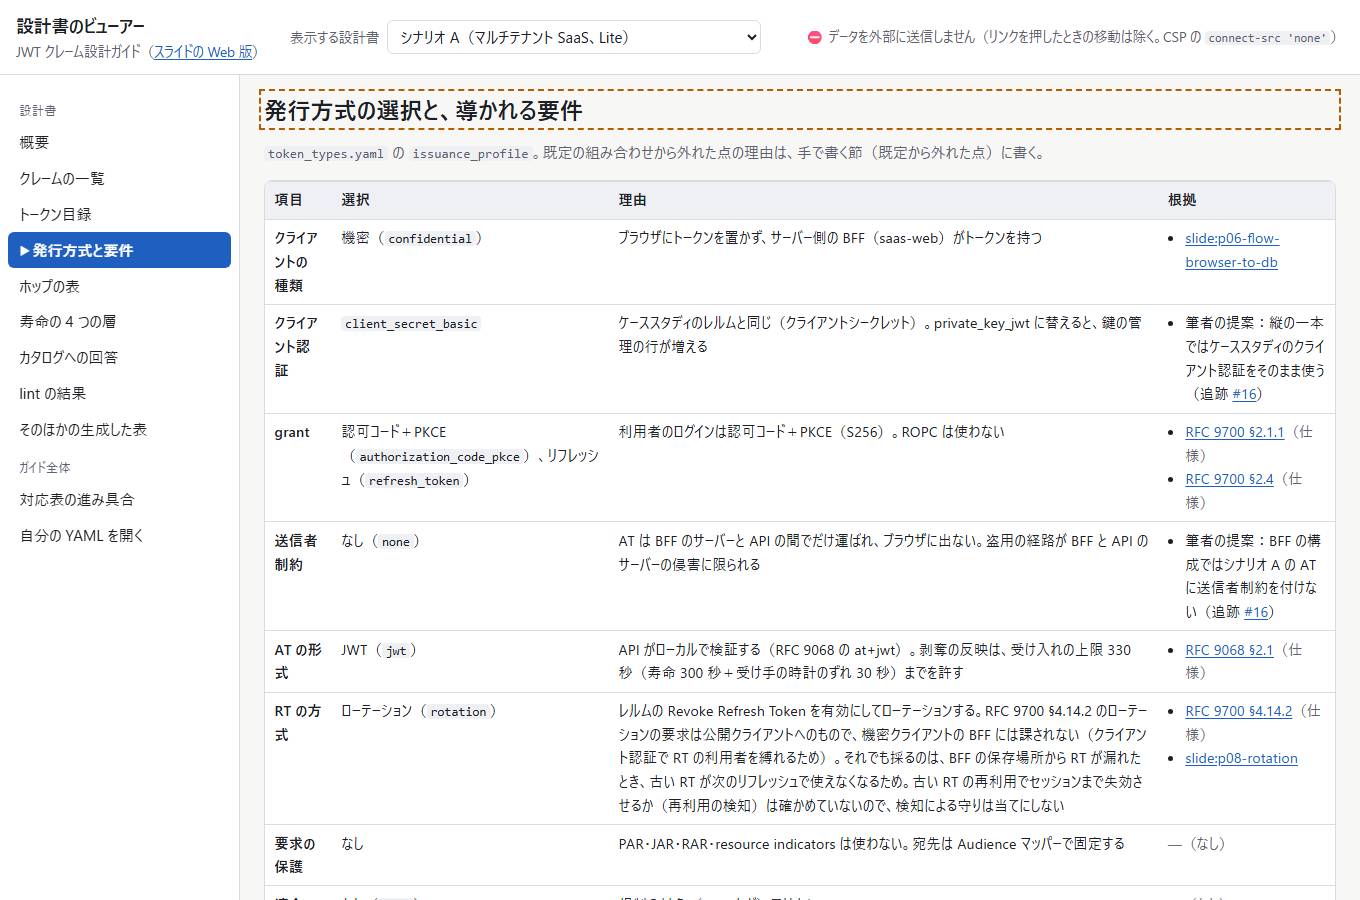 設計書のビューアー
JWT クレーム設計ガイド（スライドの Web 版）
表示する設計書
シナリオ A（マルチテナント SaaS、Lite）
データを外部に送信しません（リンクを押したときの移動は除く。CSP の connect-src 'none'）
設計書
概要
クレームの一覧
トークン目録
▶ 発行方式と要件
ホップの表
寿命の 4 つの層
カタログへの回答
lint の結果
そのほかの生成した表
ガイド全体
対応表の進み具合
自分の YAML を開く
発行方式の選択と、導かれる要件
token_types.yaml の issuance_profile。既定の組み合わせから外れた点の理由は、手で書く節（既定から外れた点）に書く。
項目 選択 理由 根拠
クライア
ントの
種類
機密（confidential）
ブラウザにトークンを置かず、サーバー側の BFF（saas-web）がトークンを持つ
• slide:p06-flow-
browser-to-db
クライア
ント認
証
client_secret_basic
ケーススタディのレルムと同じ（クライアントシークレット）。private_key_jwt に替えると、鍵の管
理の行が増える
• 筆者の提案：縦の一本
ではケーススタディのクライ
アント認証をそのまま使う
（追跡 #16）
grant
認可コード＋PKCE
（authorization_code_pkce）、リフレッシ
ュ（refresh_token）
利用者のログインは認可コード＋PKCE（S256）。ROPC は使わない
• RFC 9700 §2.1.1（仕
様）
• RFC 9700 §2.4（仕
様）
送信者
制約
なし（none）
AT は BFF のサーバーと API の間でだけ運ばれ、ブラウザに出ない。盗用の経路が BFF と API の
サーバーの侵害に限られる
• 筆者の提案：BFF の構
成ではシナリオ A の AT
に送信者制約を付けな
い（追跡 #16）
AT の形
式
JWT（jwt）
API がローカルで検証する（RFC 9068 の at+jwt）。剥奪の反映は、受け入れの上限 330
秒（寿命 300 秒＋受け手の時計のずれ 30 秒）までを許す
• RFC 9068 §2.1（仕
様）
RT の方
式
ローテーション（rotation）
レルムの Revoke Refresh Token を有効にしてローテーションする。RFC 9700 §4.14.2 のローテー
ションの要求は公開クライアントへのもので、機密クライアントの BFF には課されない（クライアン
ト認証で RT の利用者を縛れるため）。それでも採るのは、BFF の保存場所から RT が漏れた
とき、古い RT が次のリフレッシュで使えなくなるため。古い RT の再利用でセッションまで失効さ
せるか（再利用の検知）は確かめていないので、検知による守りは当てにしない
• RFC 9700 §4.14.2（仕
様）
• slide:p08-rotation
要求の
保護
なし
PAR・JAR・RAR・resource indicators は使わない。宛先は Audience マッパーで固定する
—（なし）